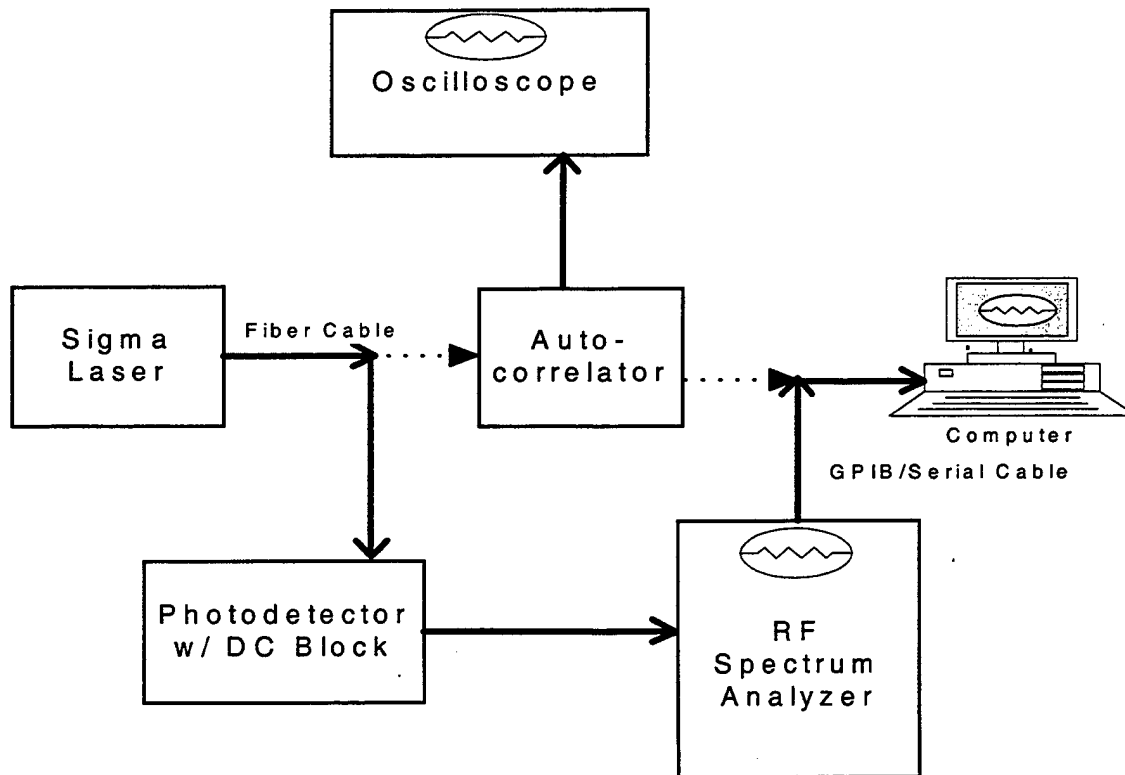 Oscilloscope
Sigma
Laser
Fiber Cable
Auto-
correlator
Computer
GPIB/Serial Cable
Photodetector
w/ DC Block
RF
Spectrum
Analyzer